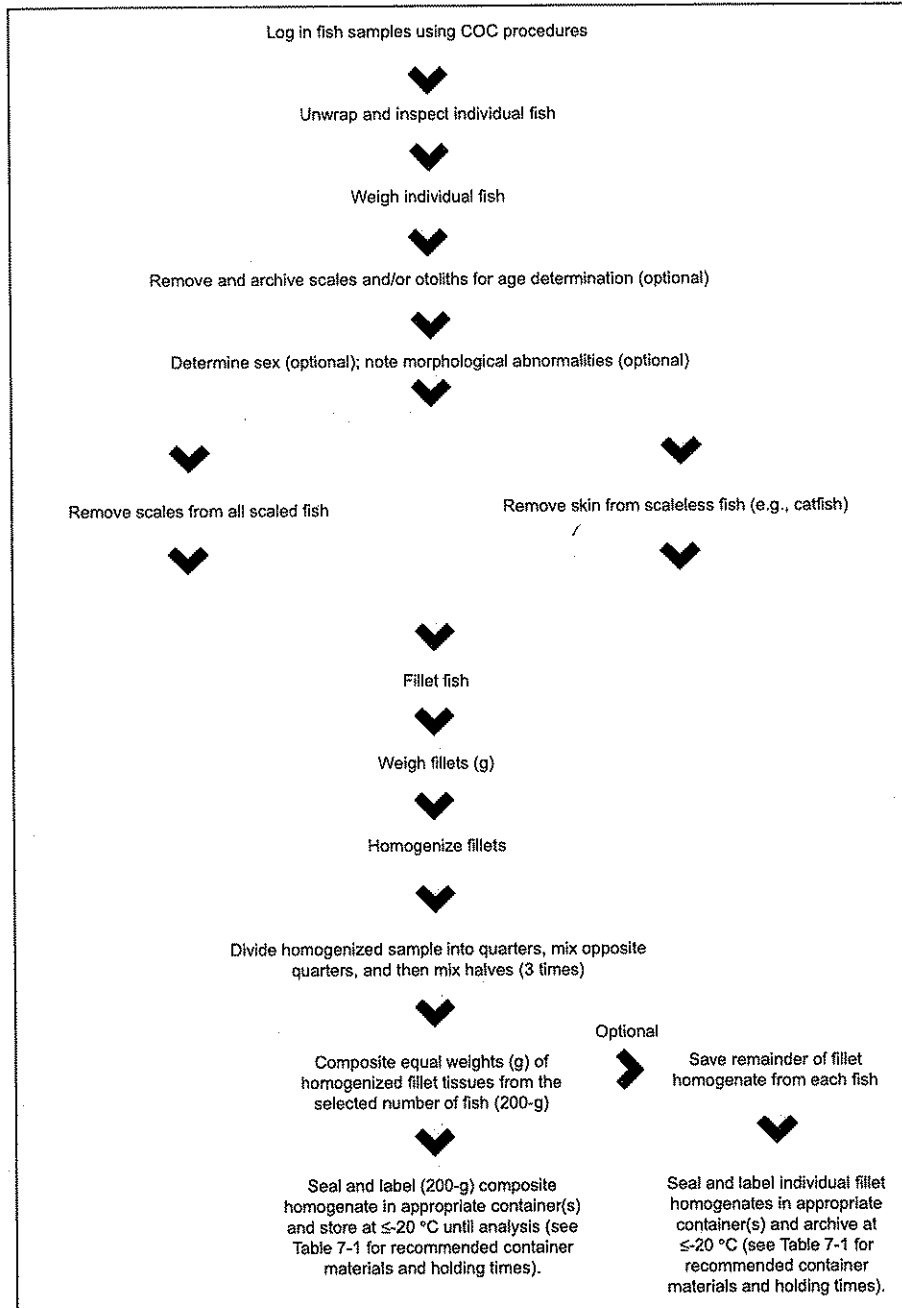 Log in fish samples using COC procedures
Unwrap and inspect individual fish
Weigh individual fish
Remove and archive scales and/or otoliths for age determination (optional)
Determine sex (optional); note morphological abnormalities (optional)
Remove scales from all scaled fish
Remove skin from scaleless fish (e.g., catfish)
Fillet fish
Weigh fillets (g)
Homogenize fillets
Divide homogenized sample into quarters, mix opposite
quarters, and then mix halves (3 times)
Composite equal weights (g) of
homogenized fillet tissues from the
selected number of fish (200-g)
Optional
Save remainder of fillet
homogenate from each fish
Seal and label (200-g) composite
homogenate in appropriate container(s)
and store at ≤-20 °C until analysis (see
Table 7-1 for recommended container
materials and holding times).
Seal and label individual fillet
homogenates in appropriate
container(s) and archive at
≤-20 °C (see Table 7-1 for
recommended container
materials and holding times).